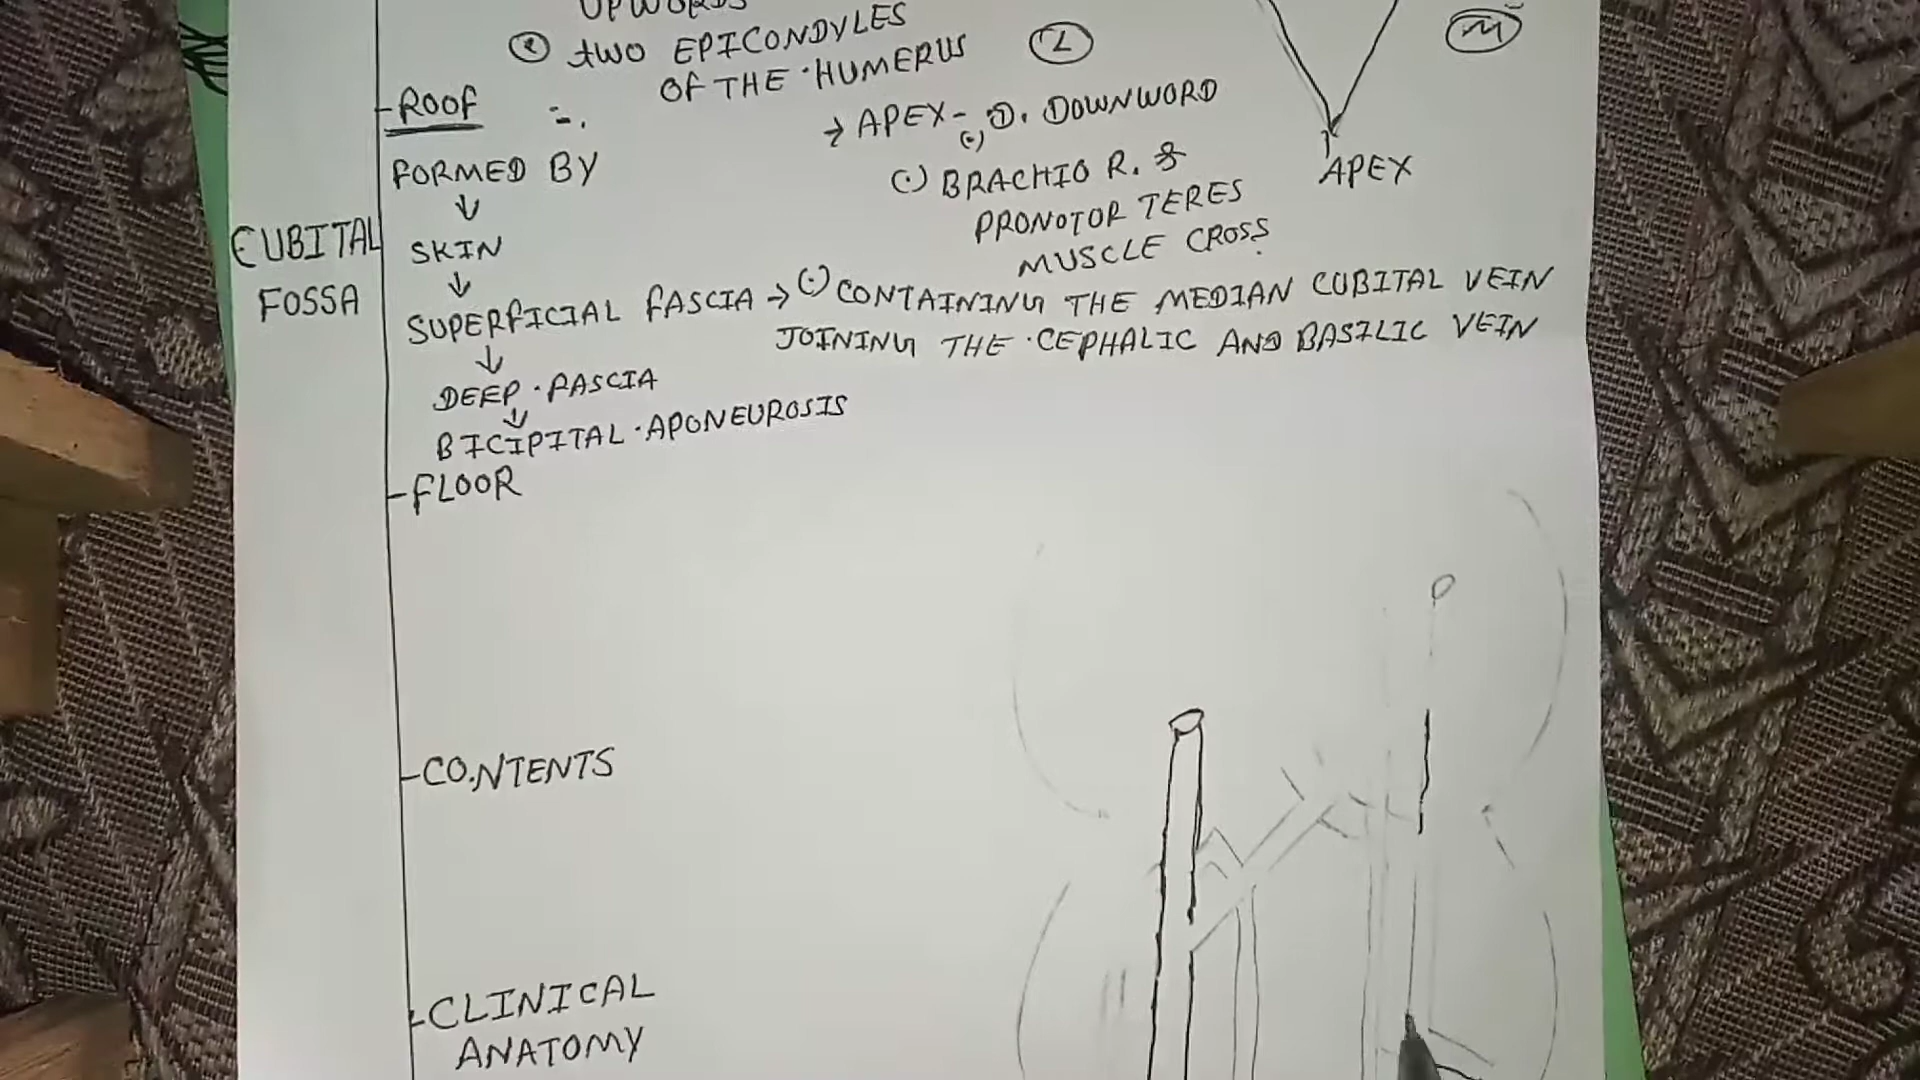 UPWORDS
② two EPICONDYLES
OF THE HUMERUS
L
M
ROOF :-.
FORMED BY
↓
SKIN
↓
SUPERFICIAL FASCIA → (•) CONTAINING THE MEDIAN CUBITAL VEIN
JOINING THE CEPHALIC AND BASILIC VEIN
↓
DEEP FASCIA
↓
BICIPITAL APONEUROSIS
→ APEX - (•) D. DOWNWORD
(•) BRACHIO R. &
PRONOTOR TERES
MUSCLE CROSS
APEX
CUBITAL
FOSSA
FLOOR
CONTENTS
CLINICAL
ANATOMY